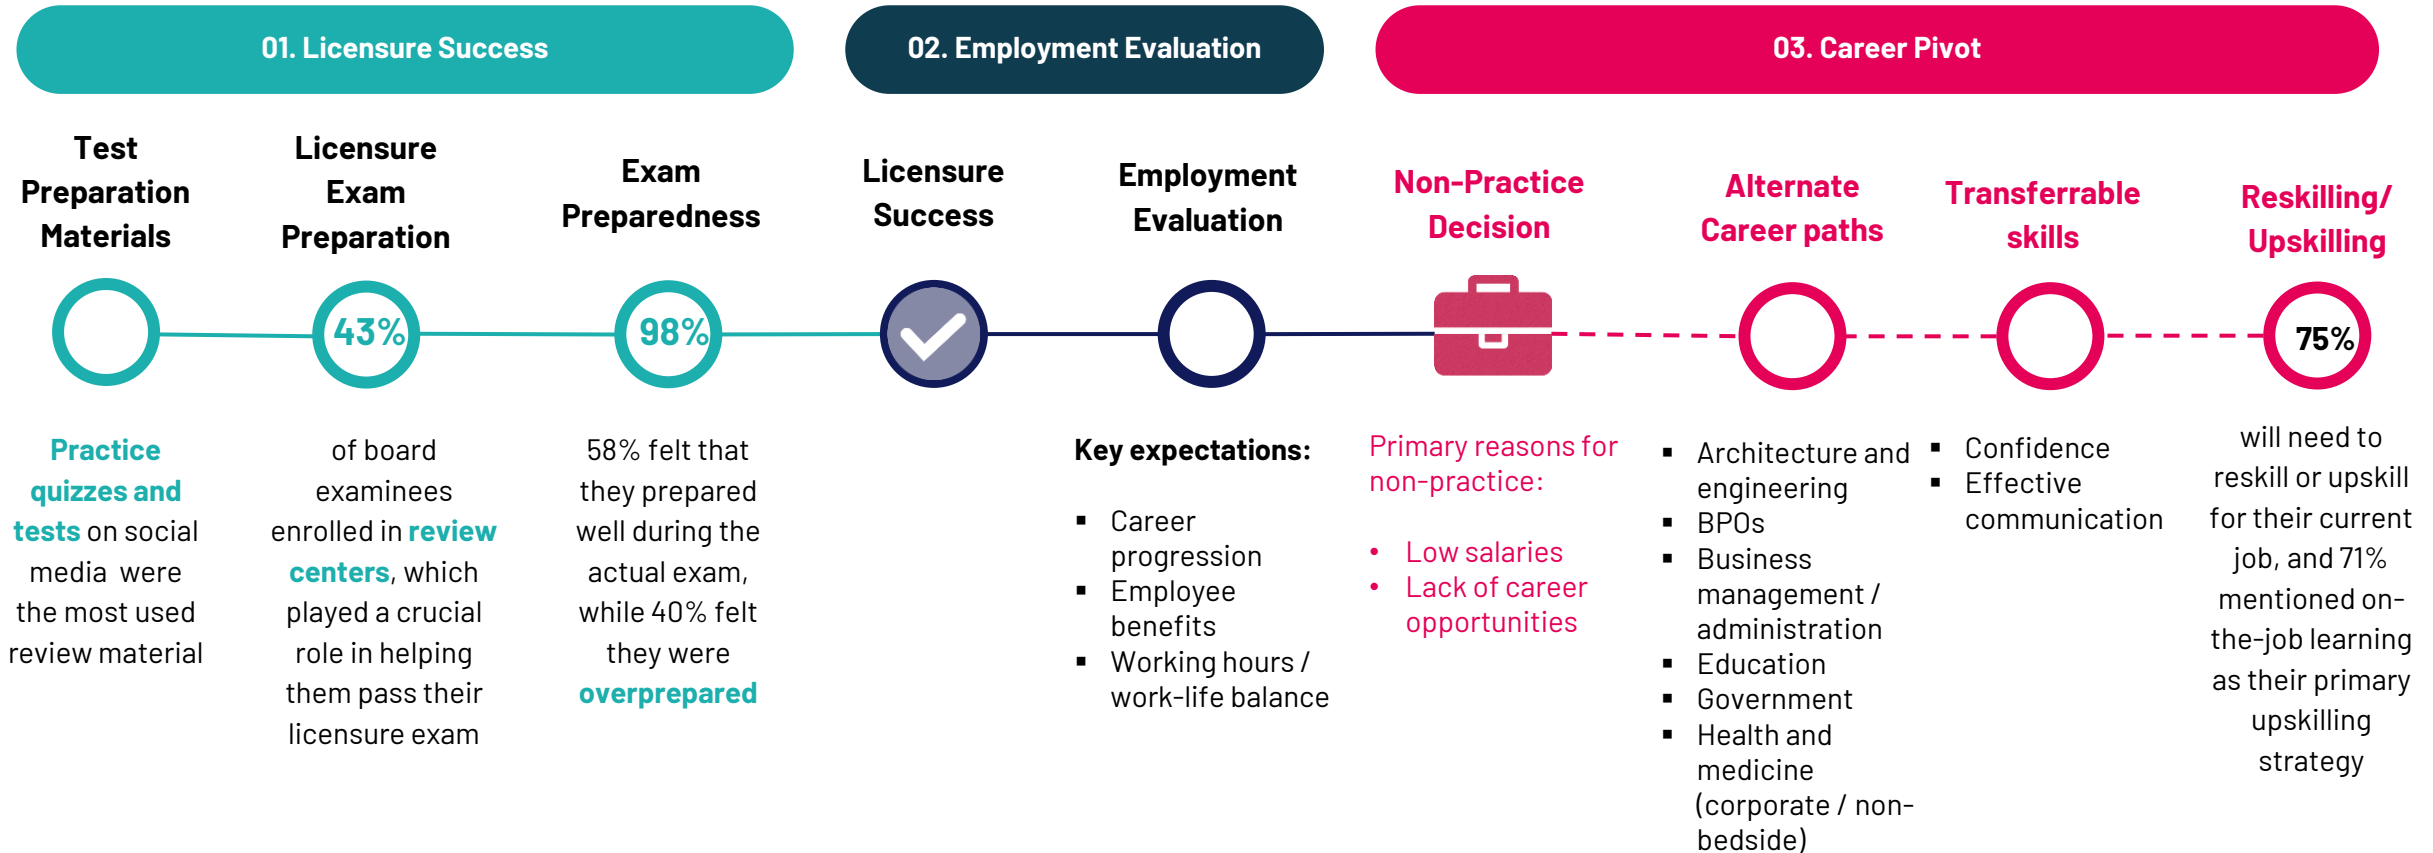 01. Licensure Success
02. Employment Evaluation
03. Career Pivot
Test
Preparation
Materials
Licensure
Exam
Preparation
Exam
Preparedness
Licensure
Success
Employment
Evaluation
Non-Practice
Decision
Alternate
Career paths
Transferrable
skills
Reskilling/
Upskilling
43%
98%
75%
Practice
quizzes and
tests on social
media were
the most used
review material
of board
examinees
enrolled in review
centers, which
played a crucial
role in helping
them pass their
licensure exam
58% felt that
they prepared
well during the
actual exam,
while 40% felt
they were
overprepared
Key expectations:
▪ Career
progression
▪ Employee
benefits
▪ Working hours /
work-life balance
Primary reasons for
non-practice:
• Low salaries
• Lack of career
opportunities
▪ Architecture and
engineering
▪ BPOs
▪ Business
management /
administration
▪ Education
▪ Government
▪ Health and
medicine
(corporate / non-
bedside)
▪ Confidence
▪ Effective
communication
will need to
reskill or upskill
for their current
job, and 71%
mentioned on-
the-job learning
as their primary
upskilling
strategy